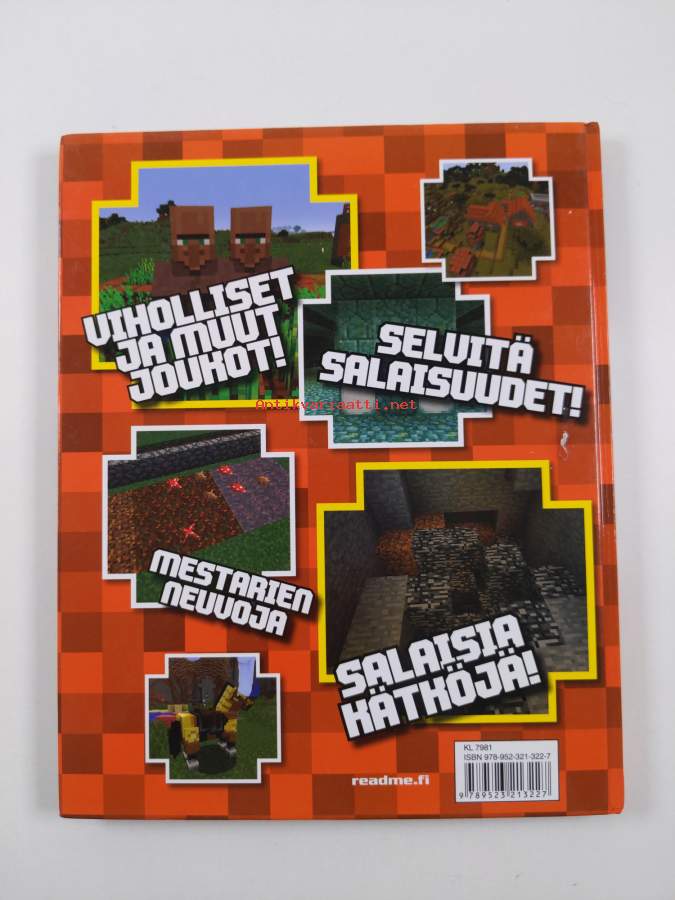 VIHOLLISET
JA MUUT
JOUKOT!
SELVITÄ
SALAISUUDET!
Antikvariaatti.net
MESTARIEN
NEUVOJA
SALAISIA
KÄTKÖJÄ!
KL 7981
ISBN 978-952-321-322-7
readme.fi
9 789523 213227